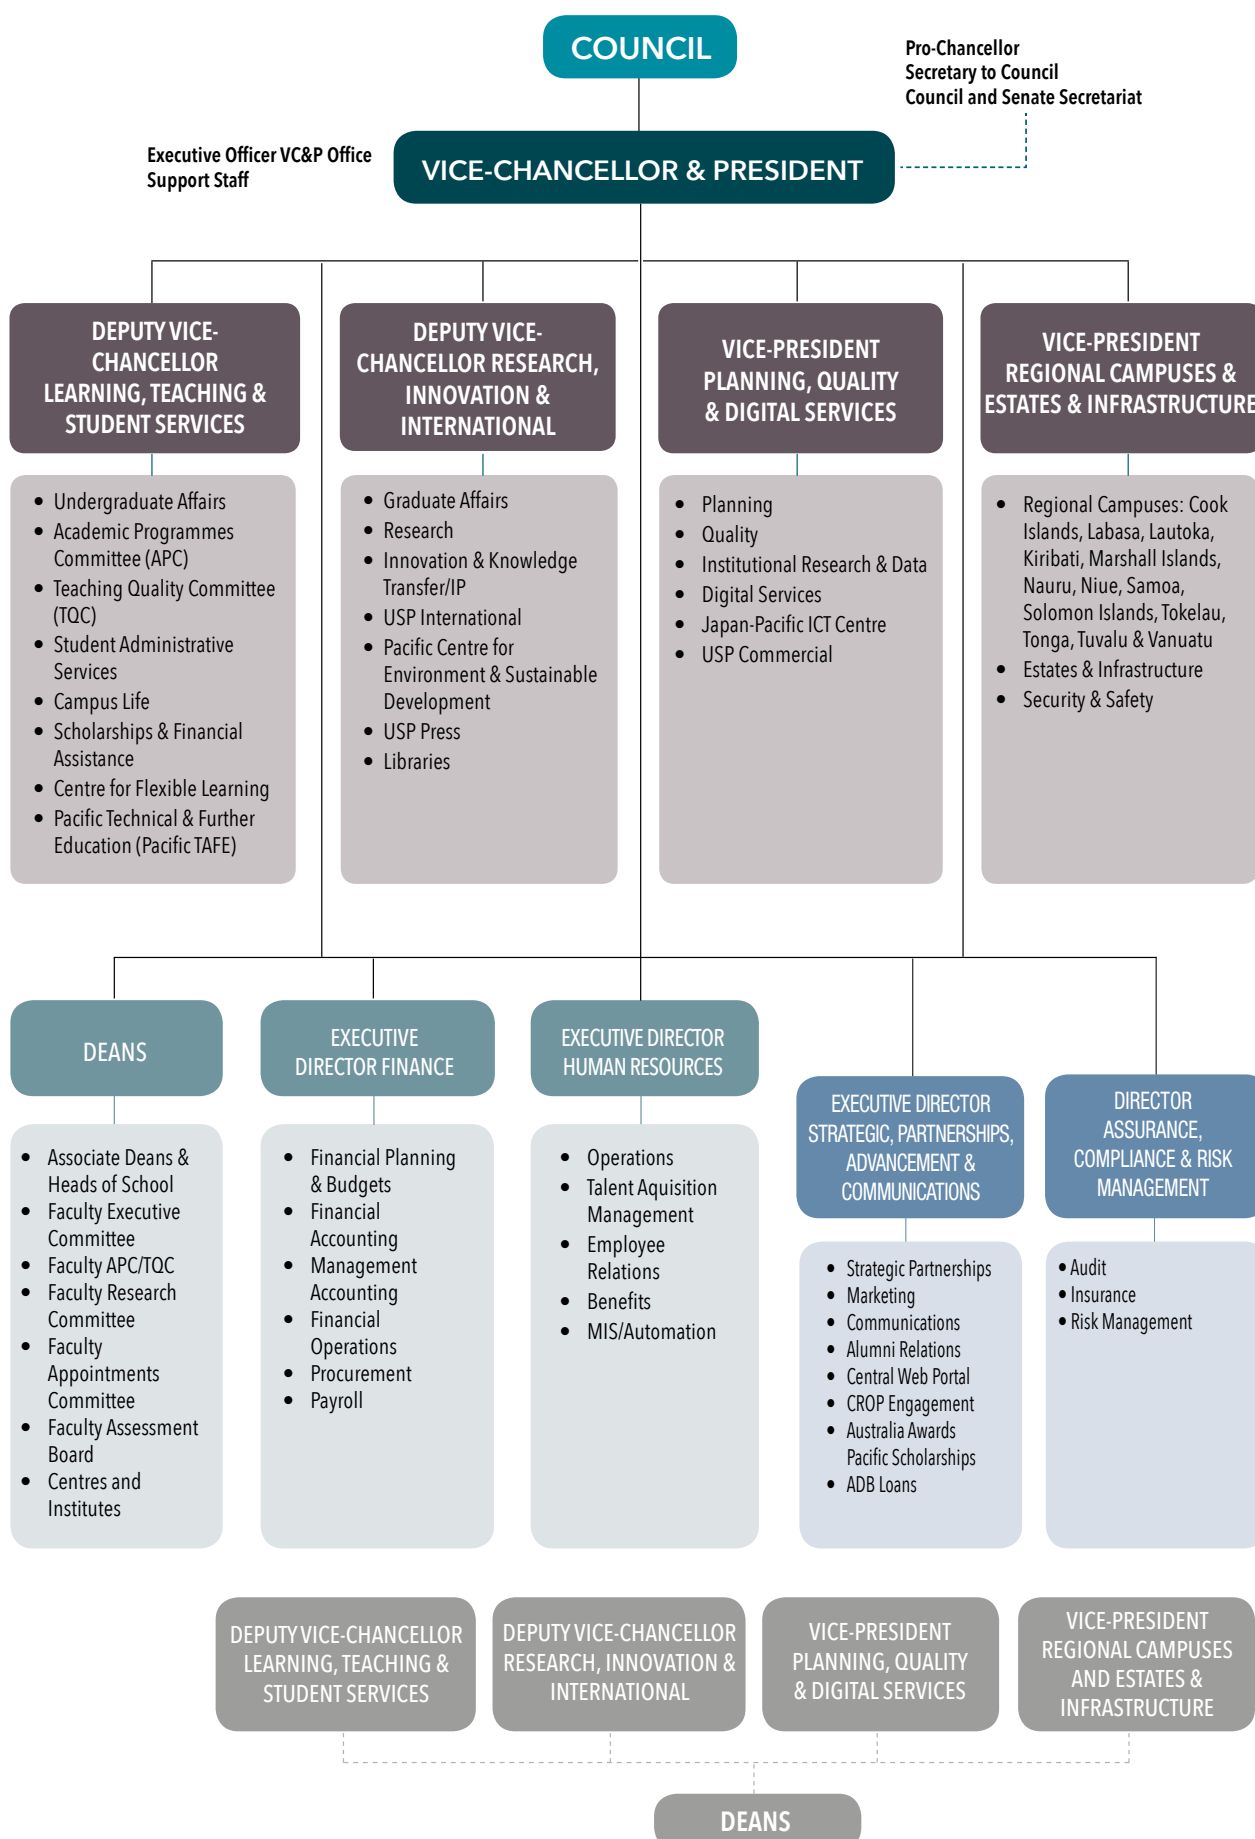 COUNCIL
Pro-Chancellor
Secretary to Council
Council and Senate Secretariat
Executive Officer VC&P Office
Support Staff
VICE-CHANCELLOR & PRESIDENT
DEPUTY VICE-
CHANCELLOR
LEARNING, TEACHING &
STUDENT SERVICES
• Undergraduate Affairs
• Academic Programmes
Committee (APC)
• Teaching Quality Committee
(TQC)
• Student Administrative
Services
• Campus Life
• Scholarships & Financial
Assistance
• Centre for Flexible Learning
• Pacific Technical & Further
Education (Pacific TAFE)
DEPUTY VICE-
CHANCELLOR RESEARCH,
INNOVATION &
INTERNATIONAL
• Graduate Affairs
• Research
• Innovation & Knowledge
Transfer/IP
• USP International
• Pacific Centre for
Environment & Sustainable
Development
• USP Press
• Libraries
VICE-PRESIDENT
PLANNING, QUALITY
& DIGITAL SERVICES
• Planning
• Quality
• Institutional Research & Data
• Digital Services
• Japan-Pacific ICT Centre
• USP Commercial
VICE-PRESIDENT
REGIONAL CAMPUSES &
ESTATES & INFRASTRUCTURE
• Regional Campuses: Cook
Islands, Labasa, Lautoka,
Kiribati, Marshall Islands,
Nauru, Niue, Samoa,
Solomon Islands, Tokelau,
Tonga, Tuvalu & Vanuatu
• Estates & Infrastructure
• Security & Safety
DEANS
• Associate Deans &
Heads of School
• Faculty Executive
Committee
• Faculty APC/TQC
• Faculty Research
Committee
• Faculty
Appointments
Committee
• Faculty Assessment
Board
• Centres and
Institutes
EXECUTIVE
DIRECTOR FINANCE
• Financial Planning
& Budgets
• Financial
Accounting
• Management
Accounting
• Financial
Operations
• Procurement
• Payroll
EXECUTIVE DIRECTOR
HUMAN RESOURCES
• Operations
• Talent Aquisition
Management
• Employee
Relations
• Benefits
• MIS/Automation
EXECUTIVE DIRECTOR
STRATEGIC, PARTNERSHIPS,
ADVANCEMENT &
COMMUNICATIONS
• Strategic Partnerships
• Marketing
• Communications
• Alumni Relations
• Central Web Portal
• CROP Engagement
• Australia Awards
Pacific Scholarships
• ADB Loans
DIRECTOR
ASSURANCE,
COMPLIANCE & RISK
MANAGEMENT
• Audit
• Insurance
• Risk Management
DEPUTY VICE-CHANCELLOR
LEARNING, TEACHING &
STUDENT SERVICES
DEPUTY VICE-CHANCELLOR
RESEARCH, INNOVATION &
INTERNATIONAL
VICE-PRESIDENT
PLANNING, QUALITY
& DIGITAL SERVICES
VICE-PRESIDENT
REGIONAL CAMPUSES
AND ESTATES &
INFRASTRUCTURE
DEANS